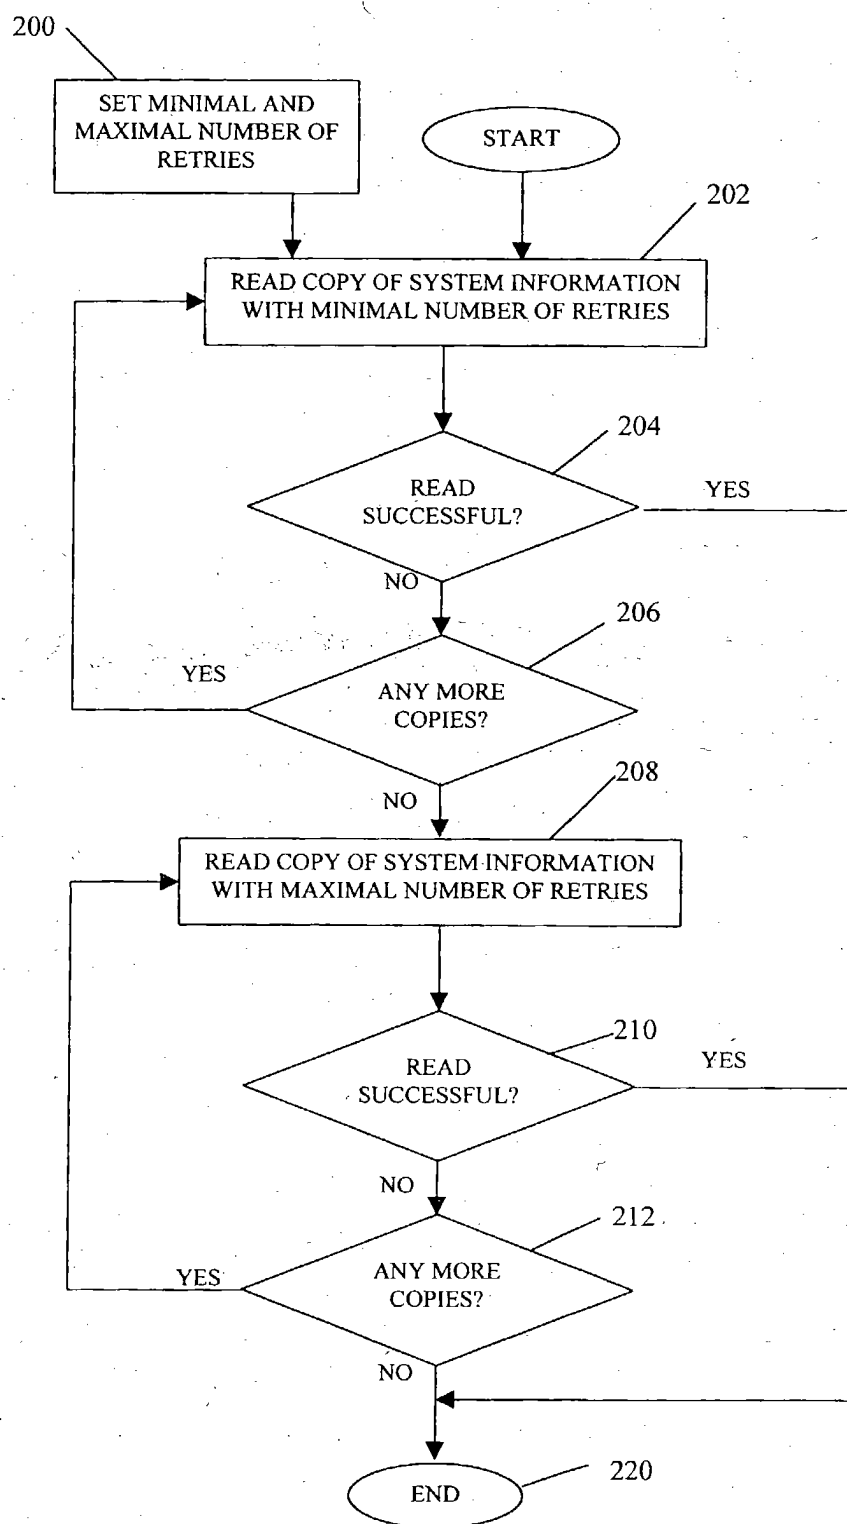 200
SET MINIMAL AND
MAXIMAL NUMBER OF
RETRIES
START
202
READ COPY OF SYSTEM INFORMATION
WITH MINIMAL NUMBER OF RETRIES
204
READ
SUCCESSFUL?
YES
NO
206
YES
ANY MORE
COPIES?
208
NO
READ COPY OF SYSTEM INFORMATION
WITH MAXIMAL NUMBER OF RETRIES
210
READ
SUCCESSFUL?
YES
NO
212
YES
ANY MORE
COPIES?
NO
220
END